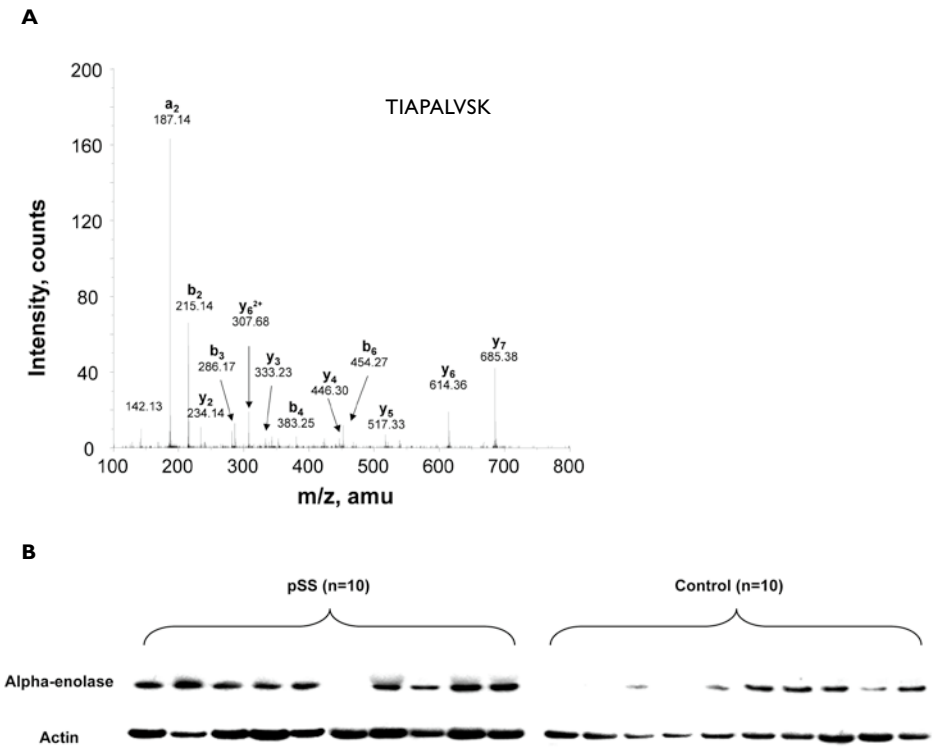 A
200
160
120
80
40
0
Intensity, counts
TIAPALVSK
a₂
187.14
b₂
215.14
y₆²⁺
307.68
b₃
286.17
y₃
333.23
b₆
454.27
y₇
685.38
y₄
446.30
y₆
614.36
142.13
y₂
234.14
b₄
383.25
y₅
517.33
100 200 300 400 500 600 700 800
m/z, amu
B
pSS (n=10) Control (n=10)
Alpha-enolase
Actin